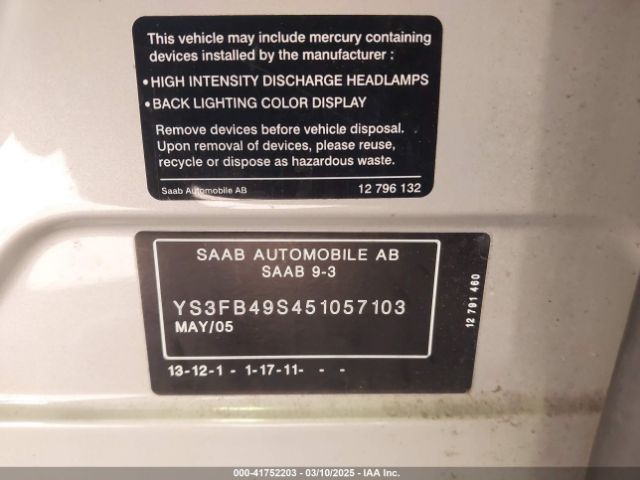 This vehicle may include mercury containing
devices installed by the manufacturer :
• HIGH INTENSITY DISCHARGE HEADLAMPS
• BACK LIGHTING COLOR DISPLAY
Remove devices before vehicle disposal.
Upon removal of devices, please reuse,
recycle or dispose as hazardous waste.
Saab Automobile AB 12 796 132
SAAB AUTOMOBILE AB
SAAB 9-3
YS3FB49S451057103
MAY/05
13-12-1 - 1-17-11- - -
12 791 460
000-41752203 - 03/10/2025 - IAA Inc.